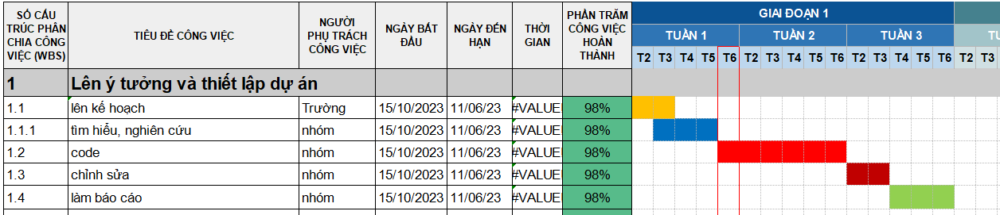 SỐ CẤU TRÚC PHÂN CHIA CÔNG VIỆC (WBS) TIÊU ĐỀ CÔNG VIỆC NGƯỜI PHỤ TRÁCH CÔNG VIỆC NGÀY BẮT ĐẦU NGÀY ĐẾN HẠN THỜI GIAN PHẦN TRĂM CÔNG VIỆC HOÀN THÀNH
GIAI ĐOẠN 1
TUẦN 1 TUẦN 2 TUẦN 3
T2 T3 T4 T5 T6 T2 T3 T4 T5 T6 T2 T3 T4 T5 T6 T2 T3
1 Lên ý tưởng và thiết lập dự án
1.1 lên kế hoạch Trường 15/10/2023 11/06/23 #VALUE 98%
1.1.1 tìm hiểu, nghiên cứu nhóm 15/10/2023 11/06/23 #VALUE 98%
1.2 code nhóm 15/10/2023 11/06/23 #VALUE 98%
1.3 chỉnh sửa nhóm 15/10/2023 11/06/23 #VALUE 98%
1.4 làm báo cáo nhóm 15/10/2023 11/06/23 #VALUE 98%